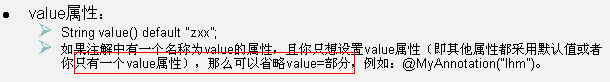 ● value属性：
➢ String value() default "zxx";
➢ 如果注解中有一个名称为value的属性，且你只想设置value属性（即其他属性都采用默认值或者
你只有一个value属性），那么可以省略value=部分，例如：@MyAnnotation("lhm")。